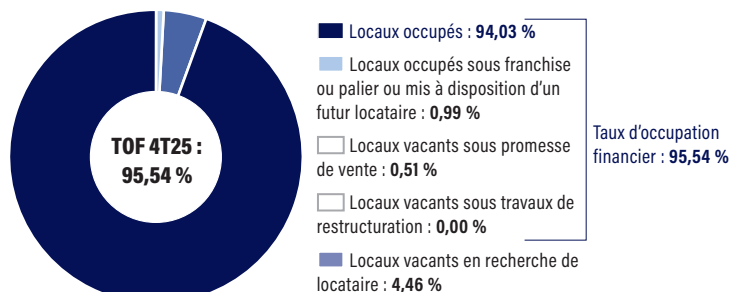 TOF 4T25 :
95,54 %
Locaux occupés : 94,03 %
Locaux occupés sous franchise
ou palier ou mis à disposition d'un
futur locataire : 0,99 %
Locaux vacants sous promesse
de vente : 0,51 %
Locaux vacants sous travaux de
restructuration : 0,00 %
Locaux vacants en recherche de
locataire : 4,46 %
Taux d'occupation
financier : 95,54 %